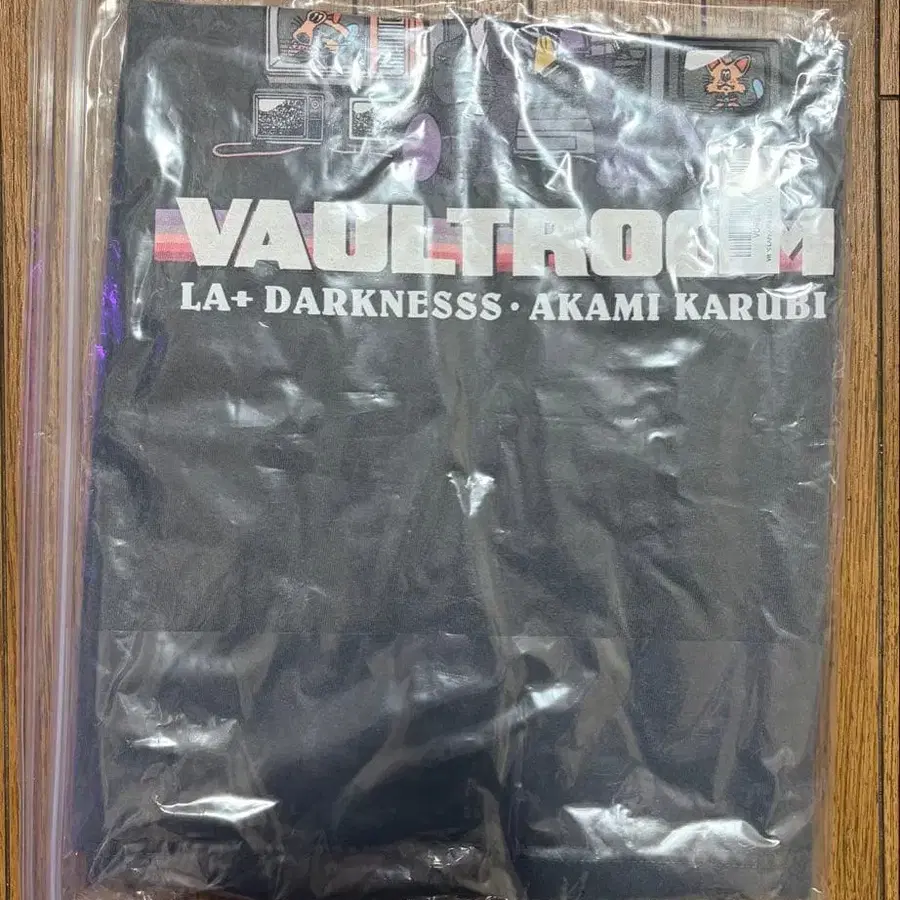 VAULTROOM
LA+ DARKNESSS · AKAMI KARUBI